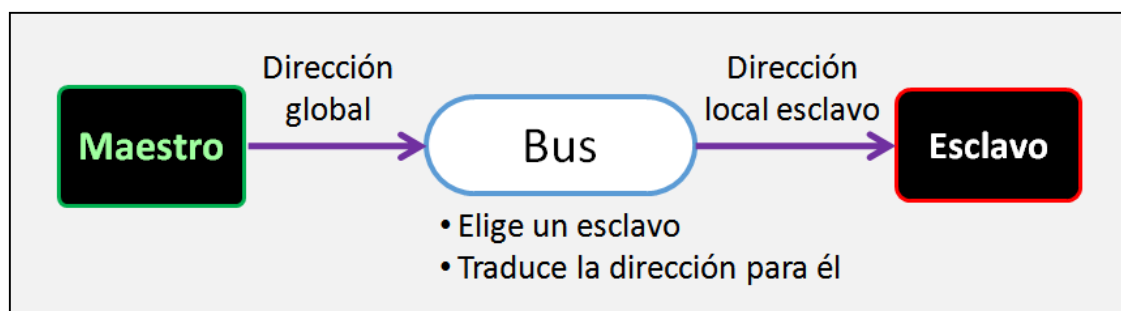 Dirección
global
Dirección
local esclavo
Maestro
Bus
Esclavo
• Elige un esclavo
• Traduce la dirección para él